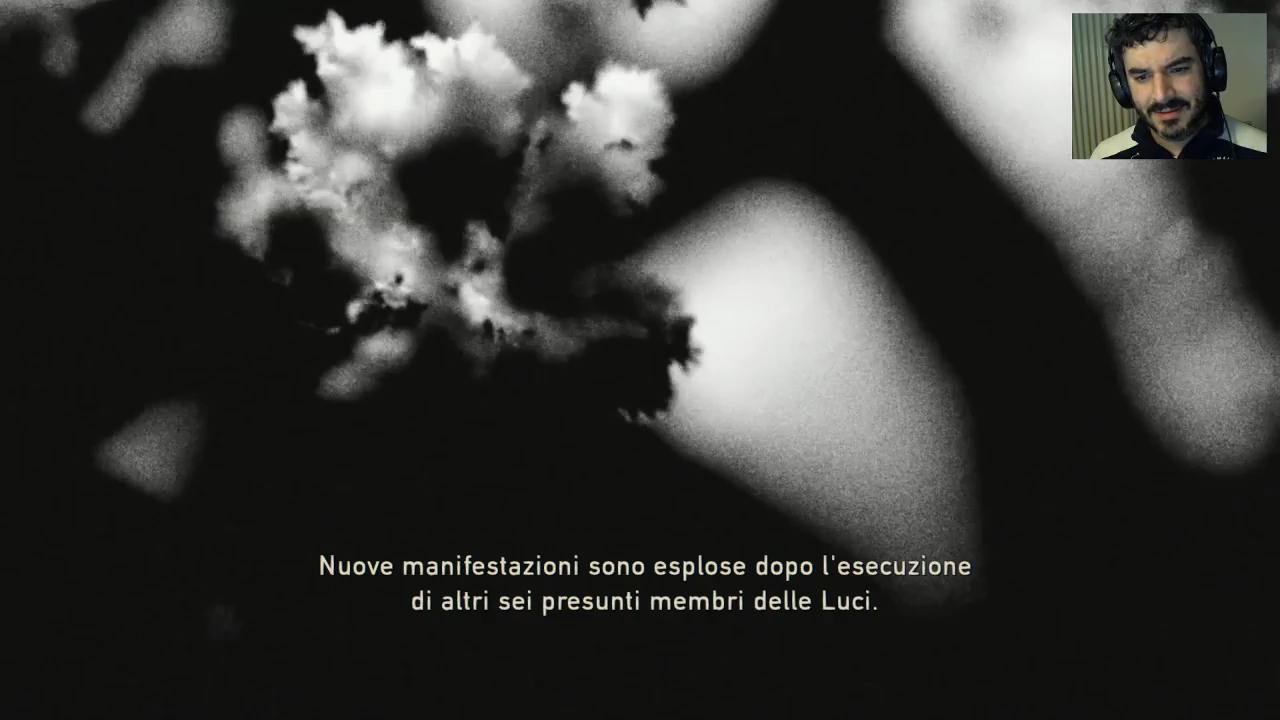 Nuove manifestazioni sono esplose dopo l'esecuzione
di altri sei presunti membri delle Luci.